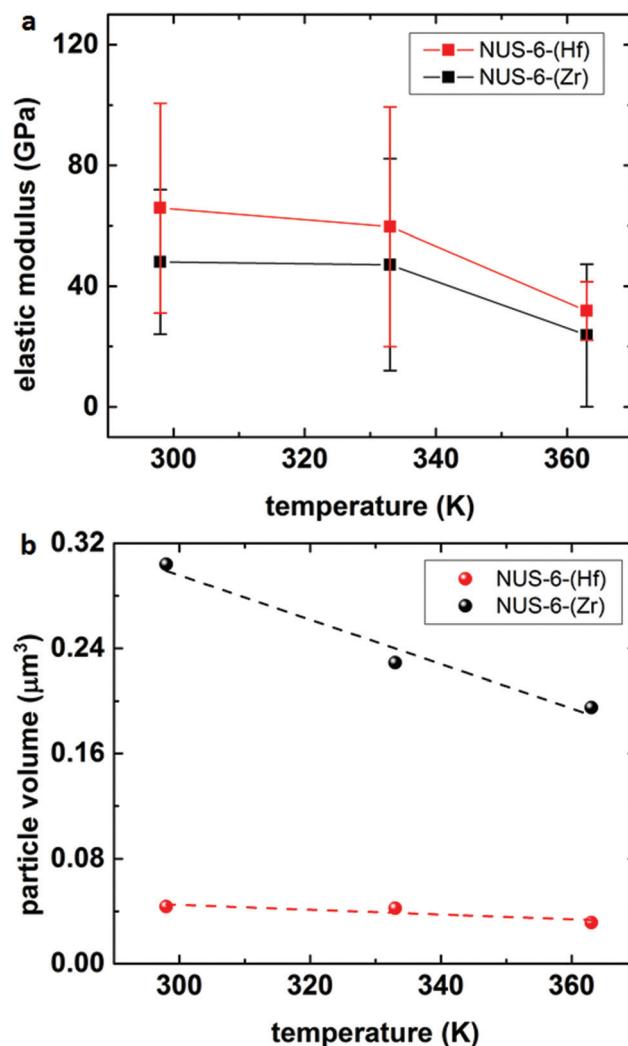 a
120
80
40
0
elastic modulus (GPa)
NUS-6-(Hf)
NUS-6-(Zr)
300 320 340 360
temperature (K)
b
0.32
0.24
0.16
0.08
0.00
particle volume (μm³)
NUS-6-(Hf)
NUS-6-(Zr)
300 320 340 360
temperature (K)